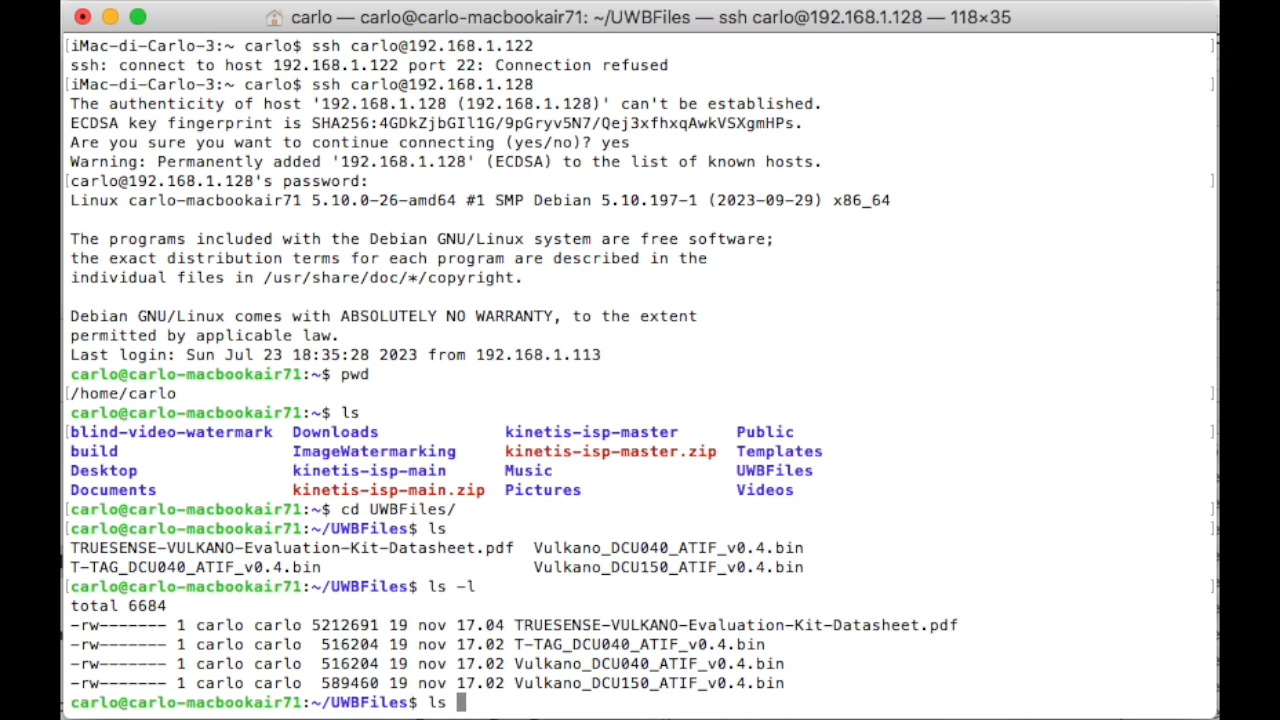 carlo — carlo@carlo-macbookair71: ~/UWBFiles — ssh carlo@192.168.1.128 — 118×35
[iMac-di-Carlo-3:~ carlo$ ssh carlo@192.168.1.122 ]
ssh: connect to host 192.168.1.122 port 22: Connection refused
[iMac-di-Carlo-3:~ carlo$ ssh carlo@192.168.1.128 ]
The authenticity of host '192.168.1.128 (192.168.1.128)' can't be established.
ECDSA key fingerprint is SHA256:4GDkZjbGIl1G/9pGryv5N7/Qej3xfhxqAwkVSXgmHPs.
Are you sure you want to continue connecting (yes/no)? yes
Warning: Permanently added '192.168.1.128' (ECDSA) to the list of known hosts.
[carlo@192.168.1.128's password: ]
Linux carlo-macbookair71 5.10.0-26-amd64 #1 SMP Debian 5.10.197-1 (2023-09-29) x86_64
The programs included with the Debian GNU/Linux system are free software;
the exact distribution terms for each program are described in the
individual files in /usr/share/doc/*/copyright.
Debian GNU/Linux comes with ABSOLUTELY NO WARRANTY, to the extent
permitted by applicable law.
Last login: Sun Jul 23 18:35:28 2023 from 192.168.1.113
carlo@carlo-macbookair71:~$ pwd
[/home/carlo ]
carlo@carlo-macbookair71:~$ ls
[blind-video-watermark Downloads kinetis-isp-master Public ]
build ImageWatermarking kinetis-isp-master.zip Templates
Desktop kinetis-isp-main Music UWBFiles
Documents kinetis-isp-main.zip Pictures Videos
[carlo@carlo-macbookair71:~$ cd UWBFiles/ ]
[carlo@carlo-macbookair71:~/UWBFiles$ ls ]
TRUESENSE-VULKANO-Evaluation-Kit-Datasheet.pdf Vulkano_DCU040_ATIF_v0.4.bin
T-TAG_DCU040_ATIF_v0.4.bin Vulkano_DCU150_ATIF_v0.4.bin
[carlo@carlo-macbookair71:~/UWBFiles$ ls -l ]
total 6684
-rw------- 1 carlo carlo 5212691 19 nov 17.04 TRUESENSE-VULKANO-Evaluation-Kit-Datasheet.pdf
-rw------- 1 carlo carlo 516204 19 nov 17.02 T-TAG_DCU040_ATIF_v0.4.bin
-rw------- 1 carlo carlo 516204 19 nov 17.02 Vulkano_DCU040_ATIF_v0.4.bin
-rw------- 1 carlo carlo 589460 19 nov 17.02 Vulkano_DCU150_ATIF_v0.4.bin
carlo@carlo-macbookair71:~/UWBFiles$ ls